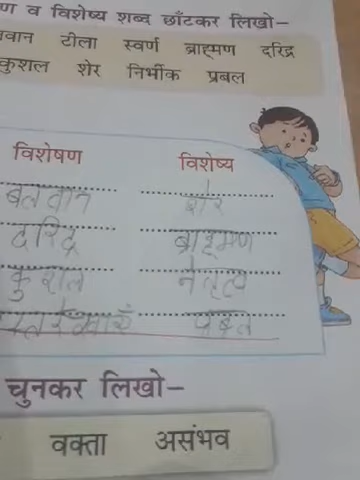 ण व विशेष्य शब्द छाँटकर लिखो–
वान टीला स्वर्ण ब्राह्मण दरिद्र
कुशल शेर निर्भीक प्रबल
विशेषण विशेष्य
बलवान शेर
दरिद्र ब्राह्मण
कुशल नेतृत्व
चुनकर लिखो–
वक्ता असंभव